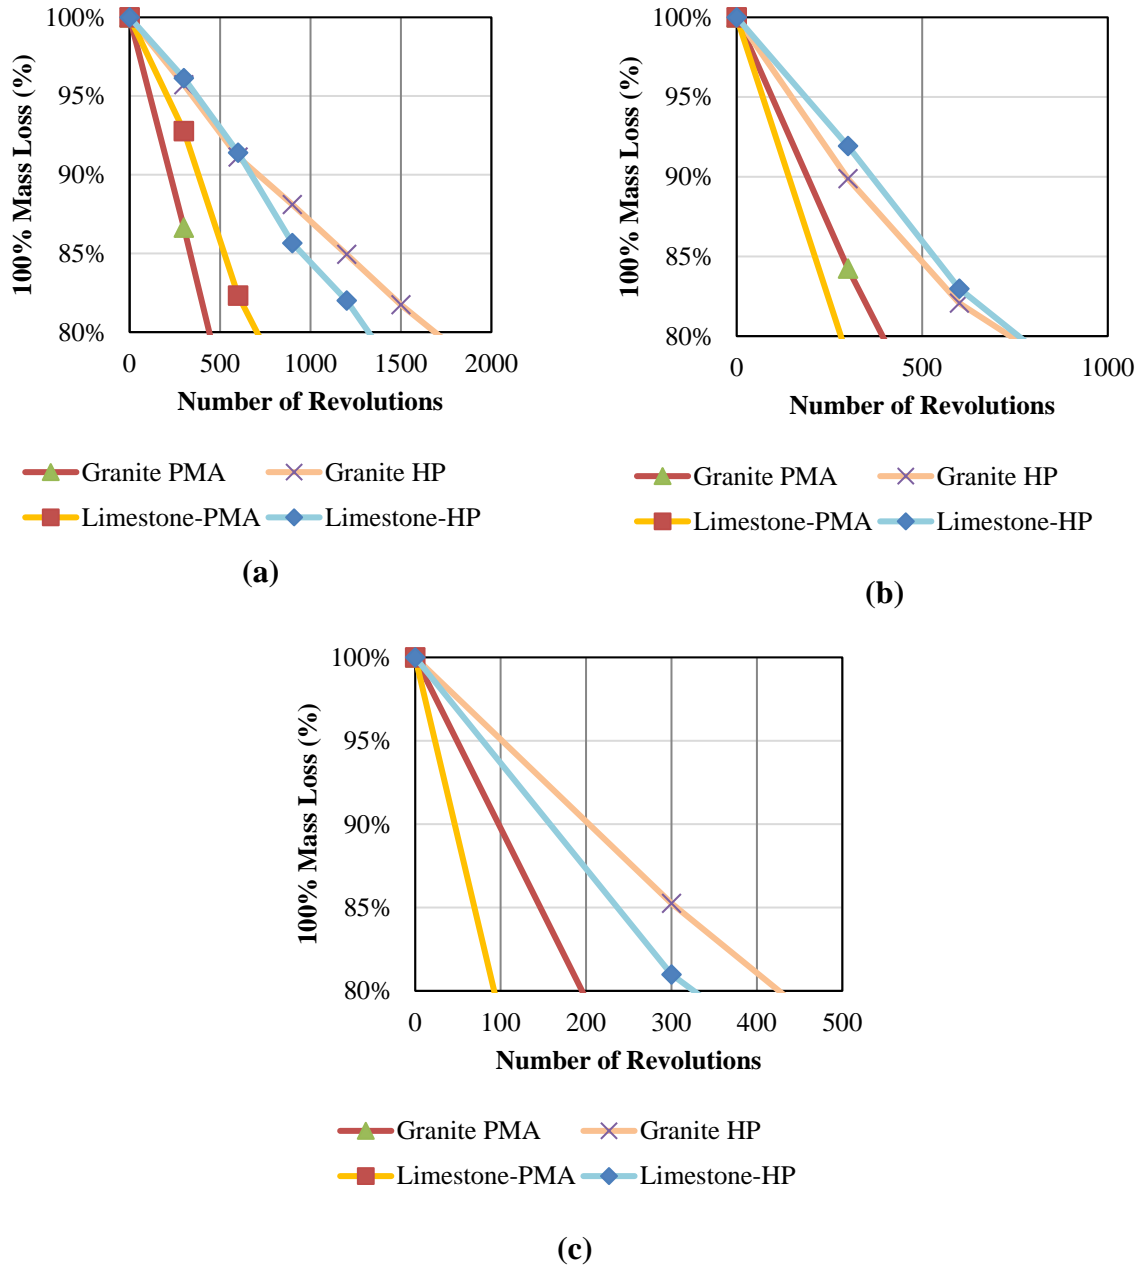 100%
95%
90%
85%
80%
100% Mass Loss (%)
0 500 1000 1500 2000
Number of Revolutions
Granite PMA Granite HP
Limestone-PMA Limestone-HP
(a)
100%
95%
90%
85%
80%
100% Mass Loss (%)
0 500 1000
Number of Revolutions
Granite PMA Granite HP
Limestone-PMA Limestone-HP
(b)
100%
95%
90%
85%
80%
100% Mass Loss (%)
0 100 200 300 400 500
Number of Revolutions
Granite PMA Granite HP
Limestone-PMA Limestone-HP
(c)